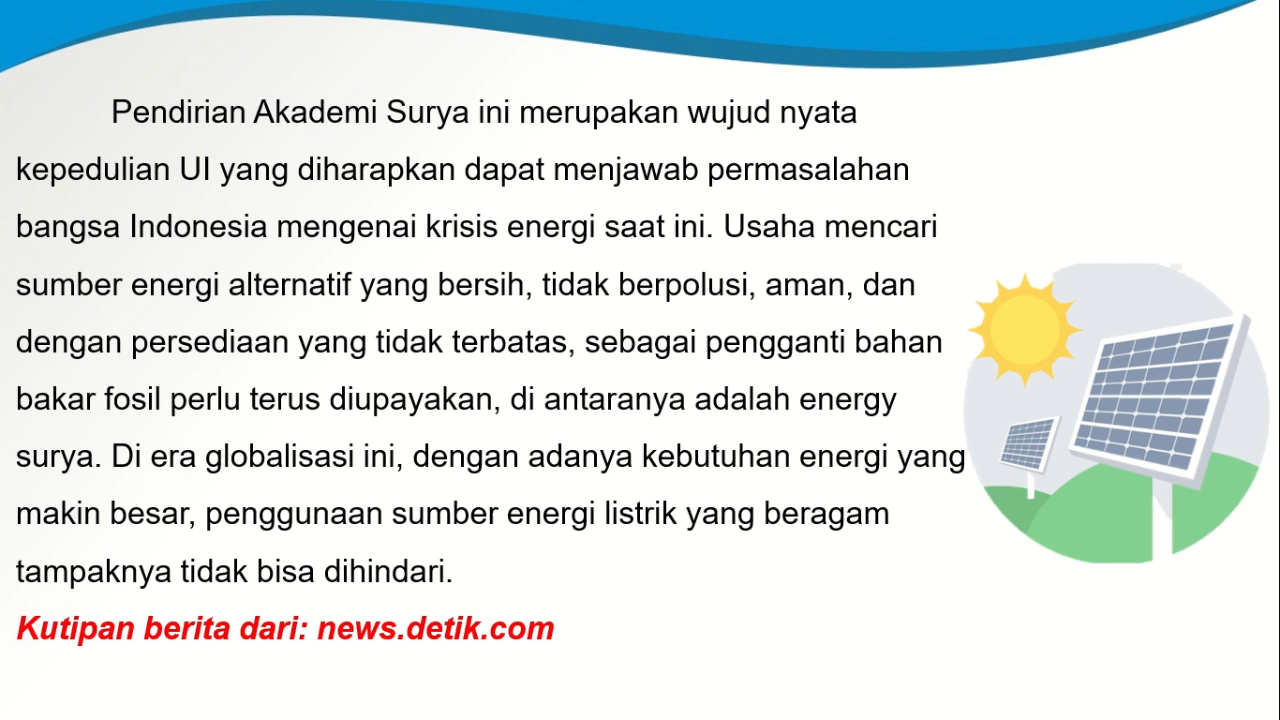 Pendirian Akademi Surya ini merupakan wujud nyata
kepedulian UI yang diharapkan dapat menjawab permasalahan
bangsa Indonesia mengenai krisis energi saat ini. Usaha mencari
sumber energi alternatif yang bersih, tidak berpolusi, aman, dan
dengan persediaan yang tidak terbatas, sebagai pengganti bahan
bakar fosil perlu terus diupayakan, di antaranya adalah energy
surya. Di era globalisasi ini, dengan adanya kebutuhan energi yang
makin besar, penggunaan sumber energi listrik yang beragam
tampaknya tidak bisa dihindari.
Kutipan berita dari: news.detik.com